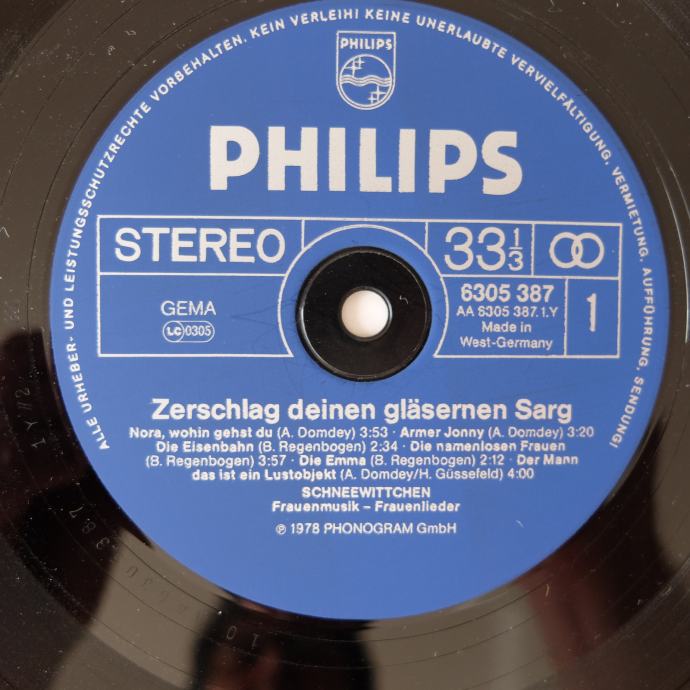 ALLE URHEBER- UND LEISTUNGSSCHUTZRECHTE VORBEHALTEN. KEIN VERLEIH! KEINE UNERLAUBTE VERVIELFÄLTIGUNG, VERMIETUNG, AUFFÜHRUNG, SENDUNG!
PHILIPS
PHILIPS
STEREO
33 1/3
GEMA
LC 0305
6305 387
AA 6305 387.1.Y
Made in
West-Germany
1
Zerschlag deinen gläsernen Sarg
Nora, wohin gehst du (A. Domdey) 3:53 · Armer Jonny (A. Domdey) 3:20
Die Eisenbahn (B. Regenbogen) 2:34 · Die namenlosen Frauen
(B. Regenbogen) 3:57 · Die Emma (B. Regenbogen) 2:12 · Der Mann
das ist ein Lustobjekt (A. Domdey/H. Güssefeld) 4:00
SCHNEEWITTCHEN
Frauenmusik – Frauenlieder
℗ 1978 PHONOGRAM GmbH